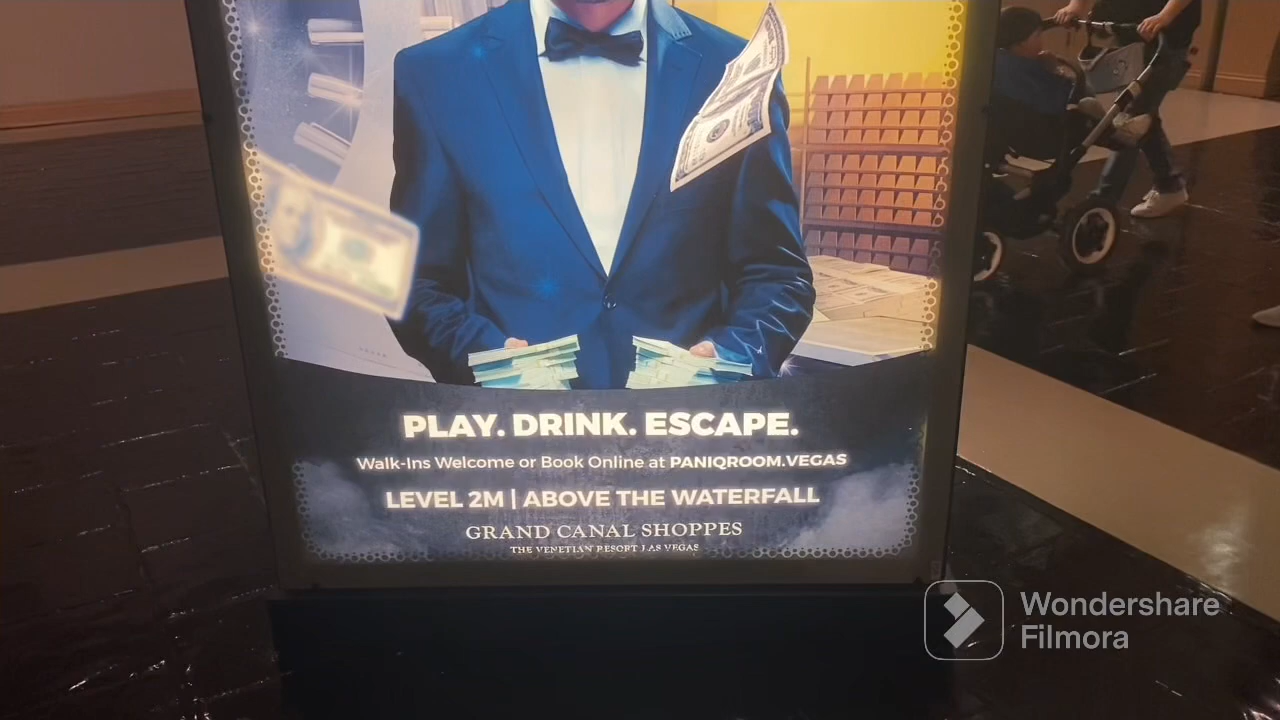 PLAY. DRINK. ESCAPE.
Walk-Ins Welcome or Book Online at PANIQROOM.VEGAS
LEVEL 2M | ABOVE THE WATERFALL
GRAND CANAL SHOPPES
THE VENETIAN RESORT LAS VEGAS
Wondershare
Filmora